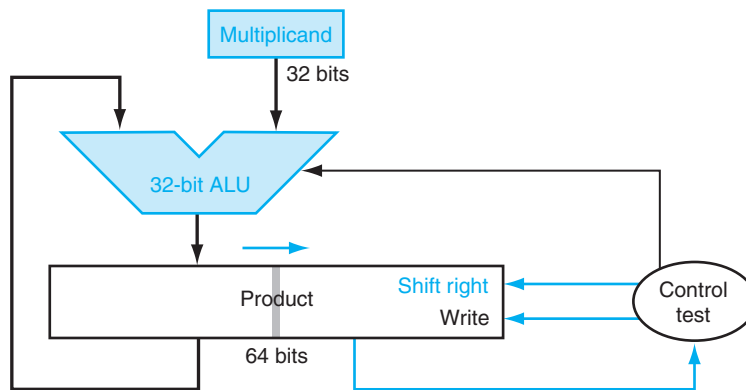 Multiplicand
32 bits
32-bit ALU
Product
Shift right
Write
64 bits
Control
test